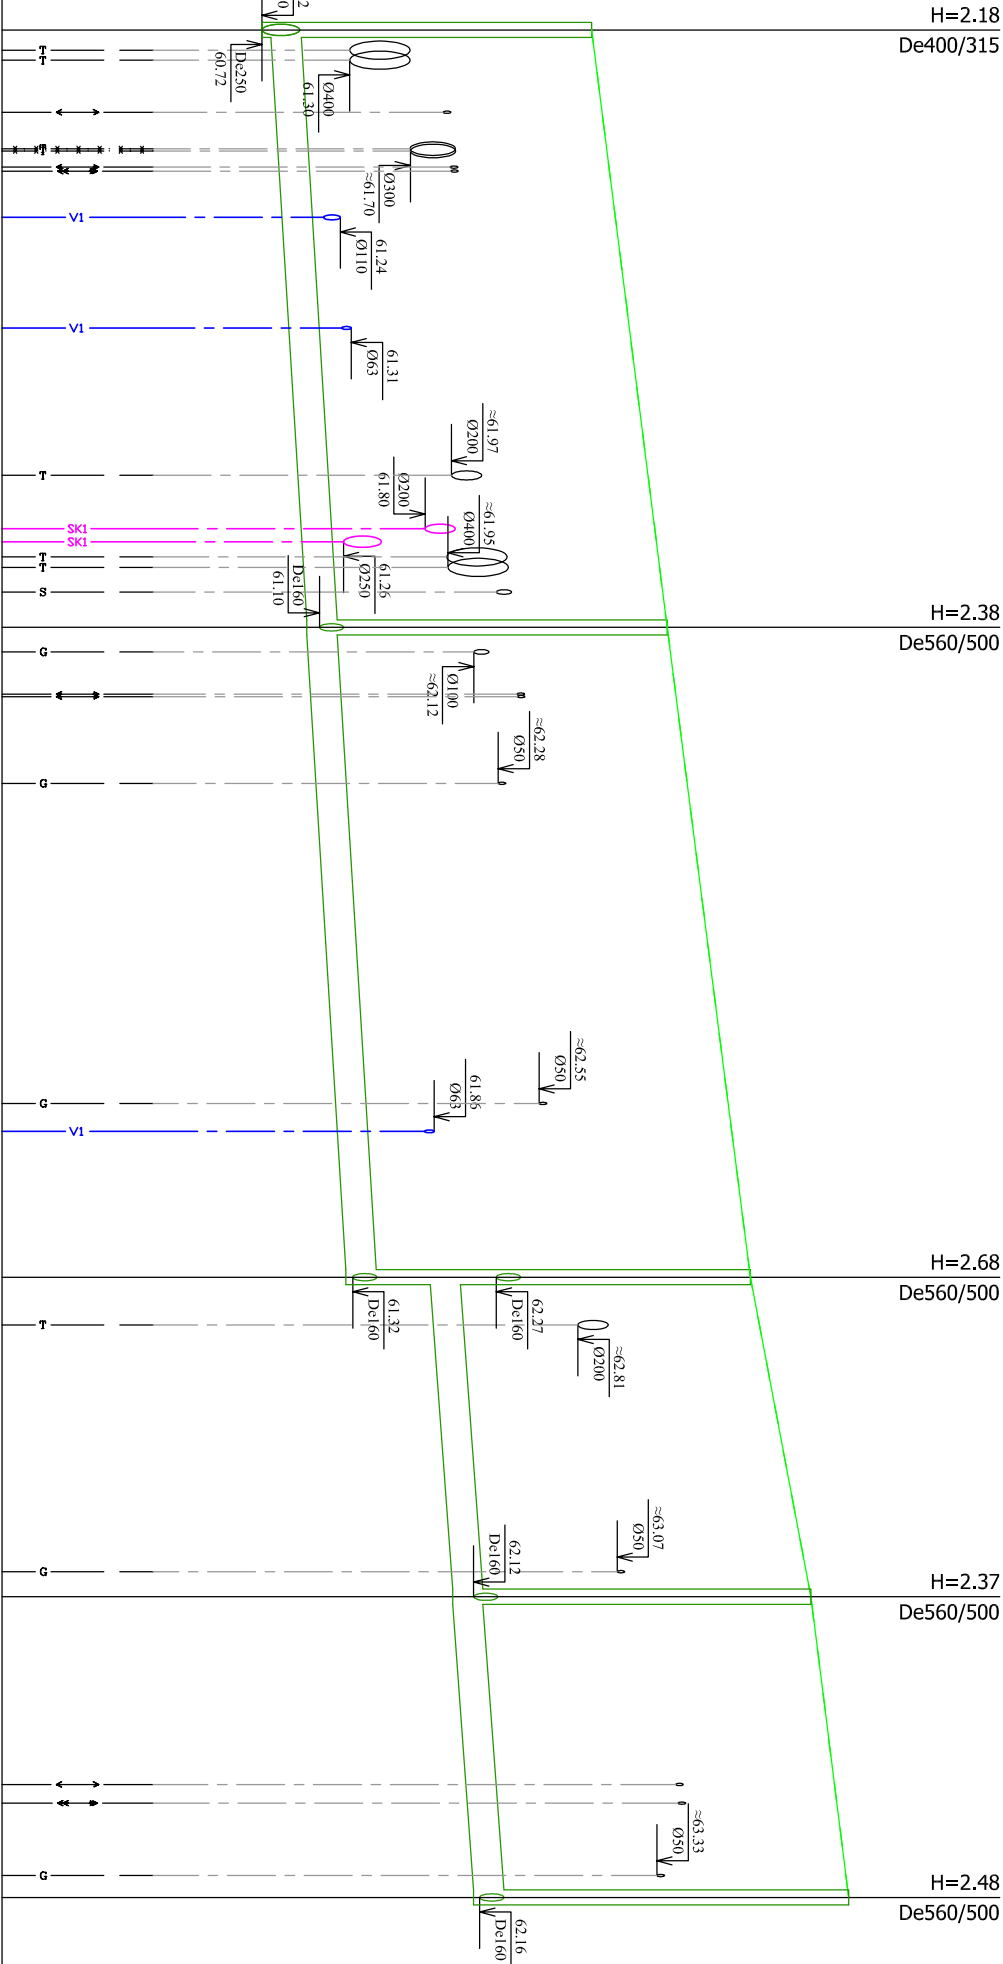 H=2.18
De400/315
De250
60.72
T
T
Ø400
61.30
T
Ø300
≈61.70
V1
61.24
Ø110
V1
61.31
Ø63
≈61.97
Ø200
T
Ø200
61.80
≈61.95
Ø400
SK1
SK1
T
T
61.26
Ø250
S
De160
61.10
H=2.38
De560/500
G
Ø100
≈62.12
≈62.28
Ø50
G
≈62.55
Ø50
G
61.86
Ø63
V1
H=2.68
De560/500
61.32
De160
62.27
De160
T
≈62.81
Ø200
≈63.07
Ø50
G
62.12
De160
H=2.37
De560/500
≈63.33
Ø50
G
H=2.48
De560/500
62.16
De160